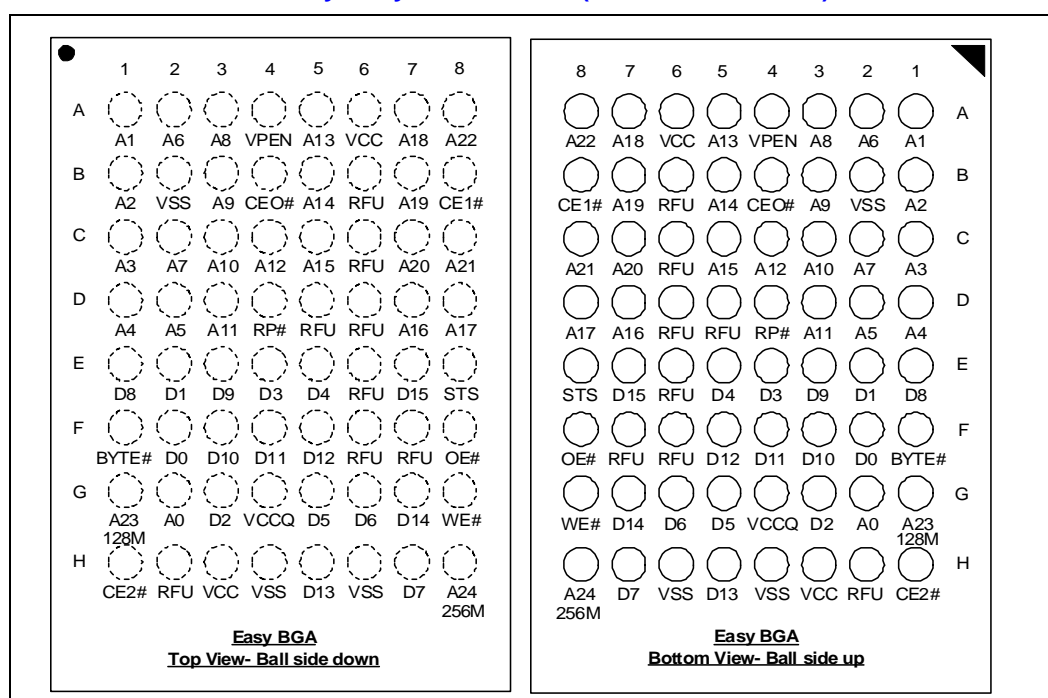 1 2 3 4 5 6 7 8
A
A1 A6 A8 VPEN A13 VCC A18 A22
B
A2 VSS A9 CEO# A14 RFU A19 CE1#
C
A3 A7 A10 A12 A15 RFU A20 A21
D
A4 A5 A11 RP# RFU RFU A16 A17
E
D8 D1 D9 D3 D4 RFU D15 STS
F
BYTE# D0 D10 D11 D12 RFU RFU OE#
G
A23 A0 D2 VCCQ D5 D6 D14 WE#
128M
H
CE2# RFU VCC VSS D13 VSS D7 A24
256M
Easy BGA
Top View- Ball side down
8 7 6 5 4 3 2 1
A
A22 A18 VCC A13 VPEN A8 A6 A1
B
CE1# A19 RFU A14 CEO# A9 VSS A2
C
A21 A20 RFU A15 A12 A10 A7 A3
D
A17 A16 RFU RFU RP# A11 A5 A4
E
STS D15 RFU D4 D3 D9 D1 D8
F
OE# RFU RFU D12 D11 D10 D0 BYTE#
G
WE# D14 D6 D5 VCCQ D2 A0 A23
128M
H
A24 D7 VSS D13 VSS VCC RFU CE2#
256M
Easy BGA
Bottom View- Ball side up